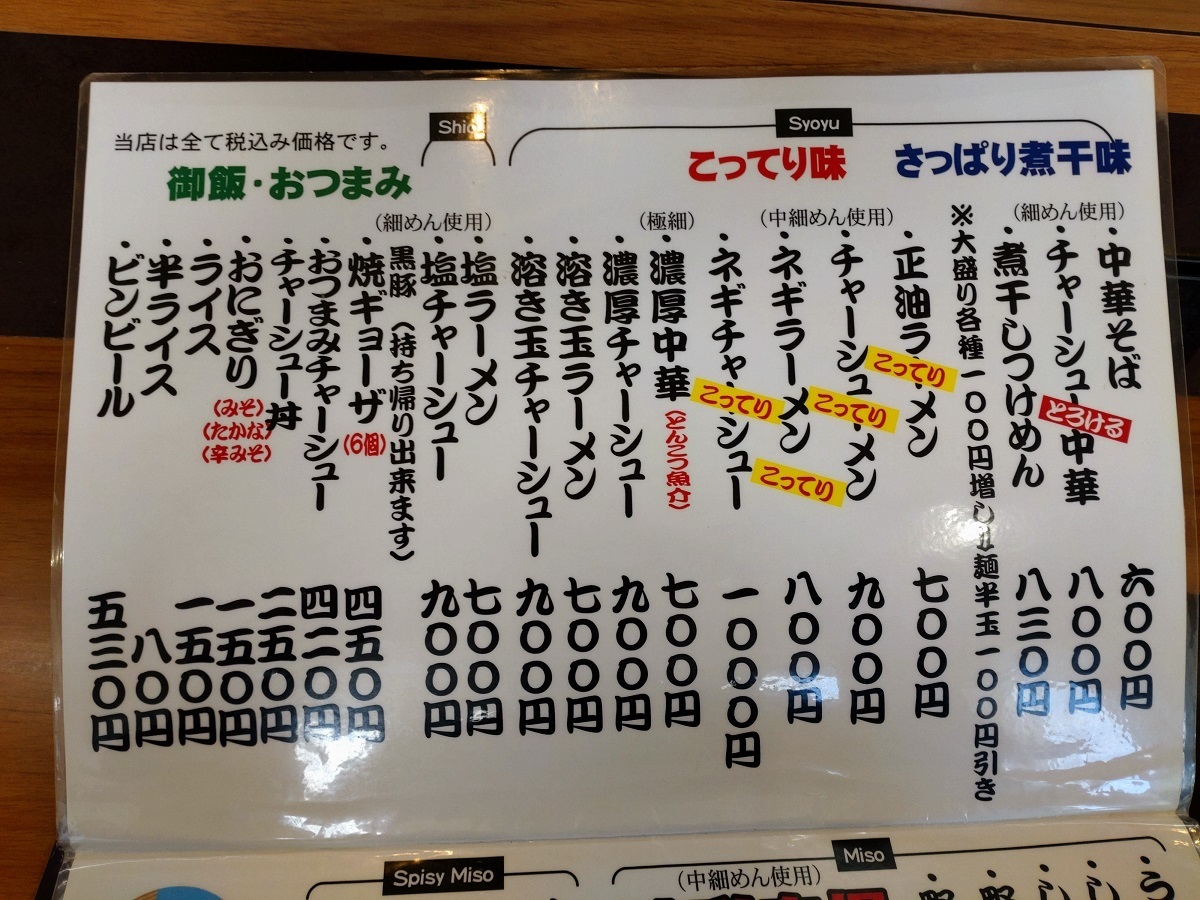 Syoyu
さっぱり煮干味
(細めん使用)
・中華そば 六〇〇円
・チャーシュー中華 八〇〇円
とろける
・煮干しつけめん 八三〇円
※大盛り各種一〇〇円増し 麺半玉一〇〇円引き
こってり味
(中細めん使用)
・正油ラーメン 七〇〇円
こってり
・チャーシューメン 九〇〇円
こってり
・ネギラーメン 八〇〇円
こってり
・ネギチャーシュー 一〇〇〇円
こってり
(極細)
・濃厚中華(とんこつ魚介) 七〇〇円
・濃厚チャーシュー 九〇〇円
・溶き玉ラーメン 七〇〇円
・溶き玉チャーシュー 九〇〇円
Shio
(細めん使用)
・塩ラーメン 七〇〇円
・塩チャーシュー 九〇〇円
当店は全て税込み価格です。
御飯・おつまみ
黒豚 (持ち帰り出来ます)
・焼ギョーザ(6個) 四五〇円
・おつまみチャーシュー 四二〇円
・チャーシュー丼 二五〇円
・おにぎり 一五〇円
(みそ)
(たかな)
(辛みそ)
・ライス 一五〇円
・半ライス 八〇円
・ビンビール 五三〇円
Miso
(中細めん使用)
Spisy Miso